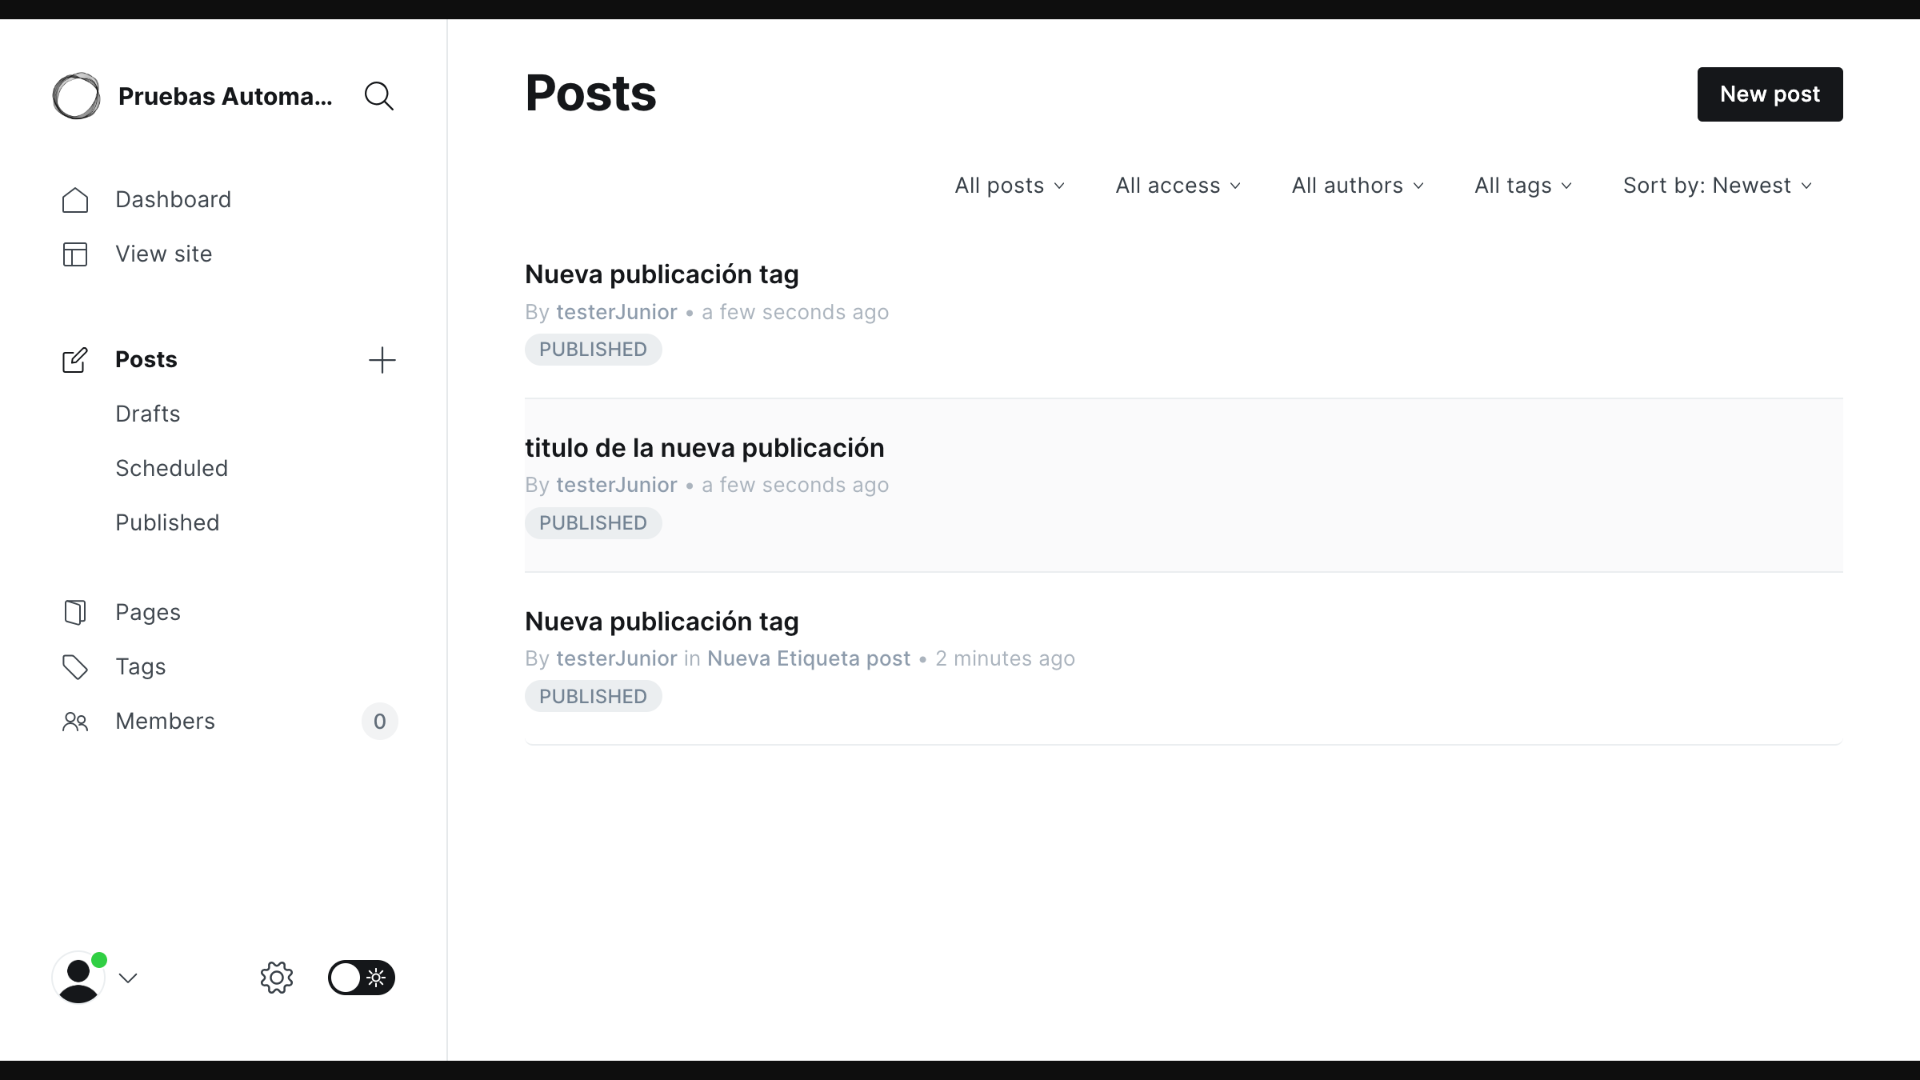 Pruebas Automa...
Dashboard
View site
Posts
Drafts
Scheduled
Published
Pages
Tags
Members
0
Posts
New post
All posts
All access
All authors
All tags
Sort by: Newest
Nueva publicación tag
By testerJunior • a few seconds ago
PUBLISHED
titulo de la nueva publicación
By testerJunior • a few seconds ago
PUBLISHED
Nueva publicación tag
By testerJunior in Nueva Etiqueta post • 2 minutes ago
PUBLISHED